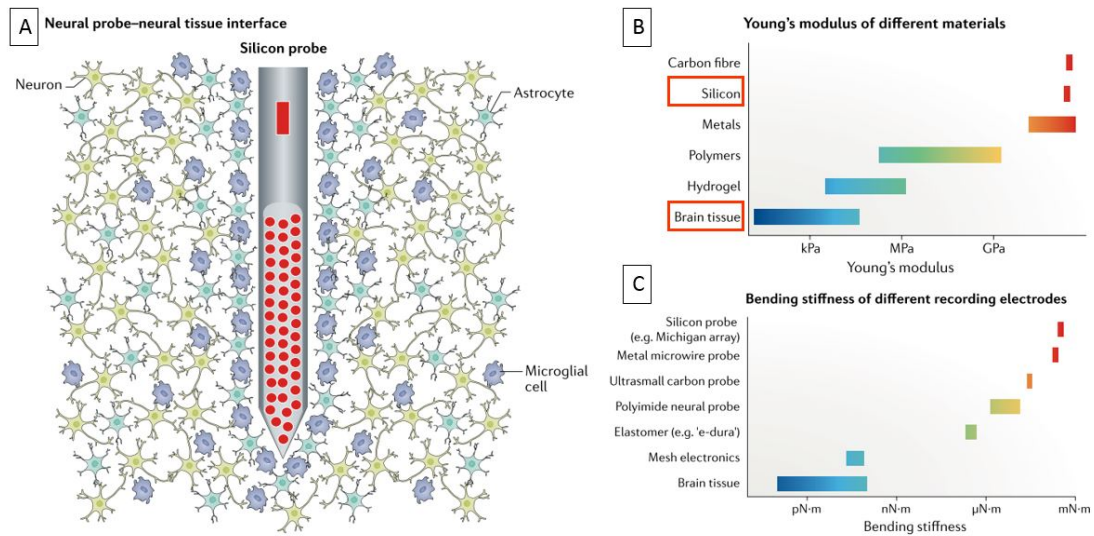 A
Neural probe–neural tissue interface
Silicon probe
Neuron
Astrocyte
Microglial
cell
B
Young's modulus of different materials
Carbon fibre
Silicon
Metals
Polymers
Hydrogel
Brain tissue
kPa
MPa
GPa
Young's modulus
C
Bending stiffness of different recording electrodes
Silicon probe
(e.g. Michigan array)
Metal microwire probe
Ultrasmall carbon probe
Polyimide neural probe
Elastomer (e.g. 'e-dura')
Mesh electronics
Brain tissue
pN·m
nN·m
µN·m
mN·m
Bending stiffness